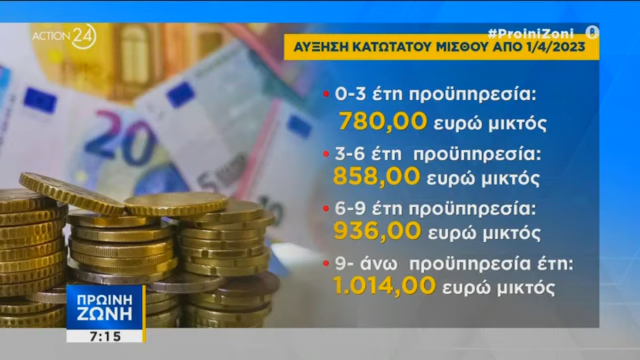 ACTION 24
#ProiniZoni
ΑΥΞΗΣΗ ΚΑΤΩΤΑΤΟΥ ΜΙΣΘΟΥ ΑΠΟ 1/4/2023
• 0-3 έτη προϋπηρεσία:
780,00 ευρώ μικτός
• 3-6 έτη προϋπηρεσία:
858,00 ευρώ μικτός
• 6-9 έτη προϋπηρεσία:
936,00 ευρώ μικτός
• 9- άνω προϋπηρεσία έτη:
1.014,00 ευρώ μικτός
20
ΠΡΩΙΝΗ
ΖΩΝΗ
7:15